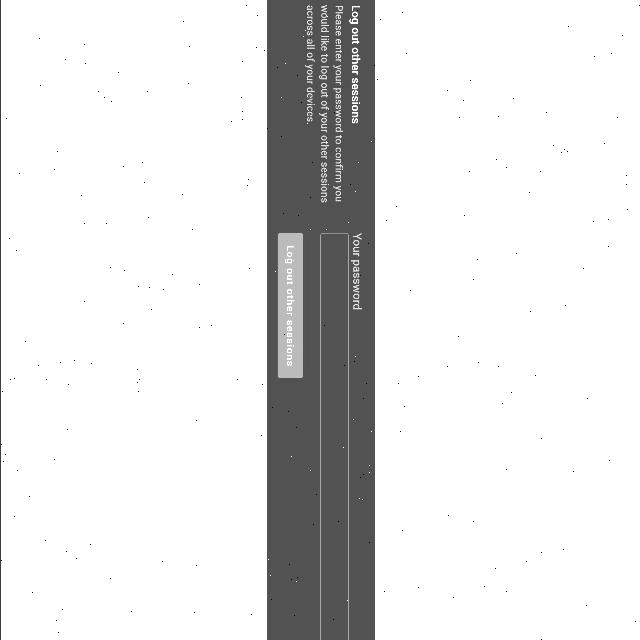 Log out other sessions
Please enter your password to confirm you
would like to log out of your other sessions
across all of your devices.
Your password
Log out other sessions